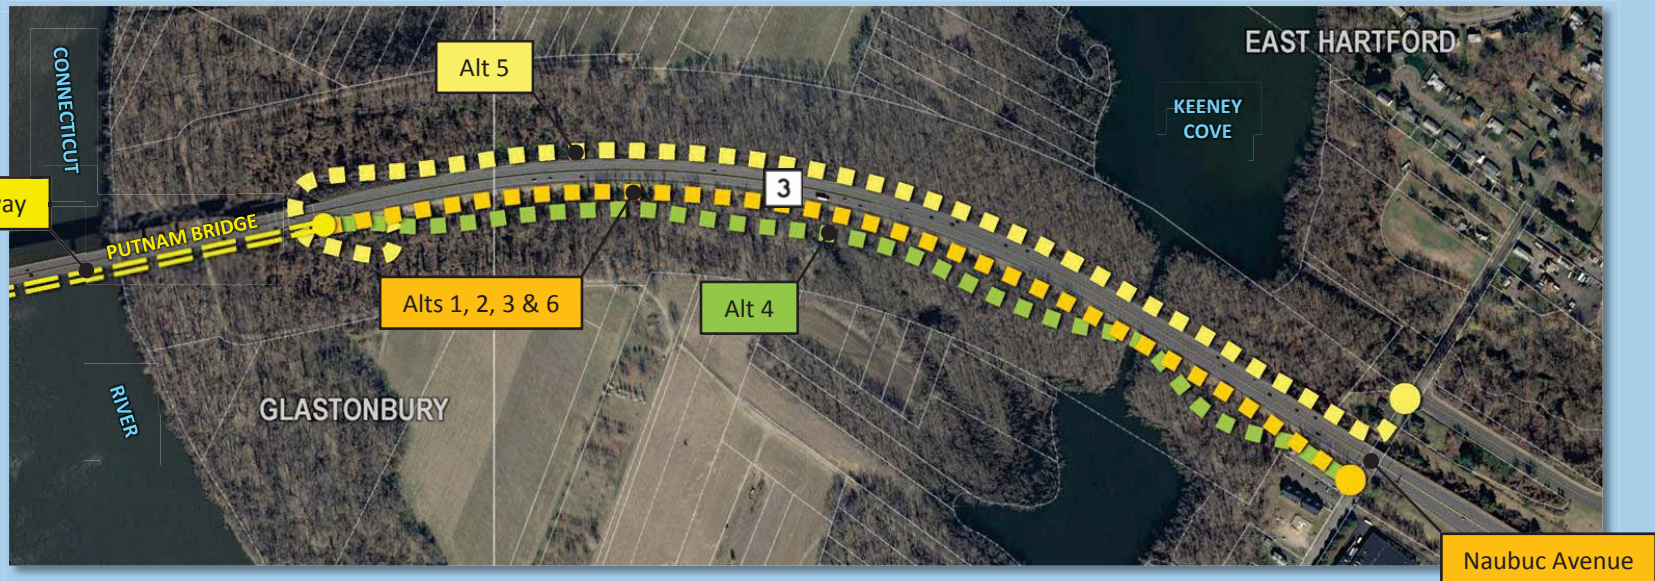 EAST HARTFORD
CONNECTICUT
Alt 5
KEENEY
COVE
3
PUTNAM BRIDGE
Alts 1, 2, 3 & 6
Alt 4
RIVER
GLASTONBURY
Naubuc Avenue